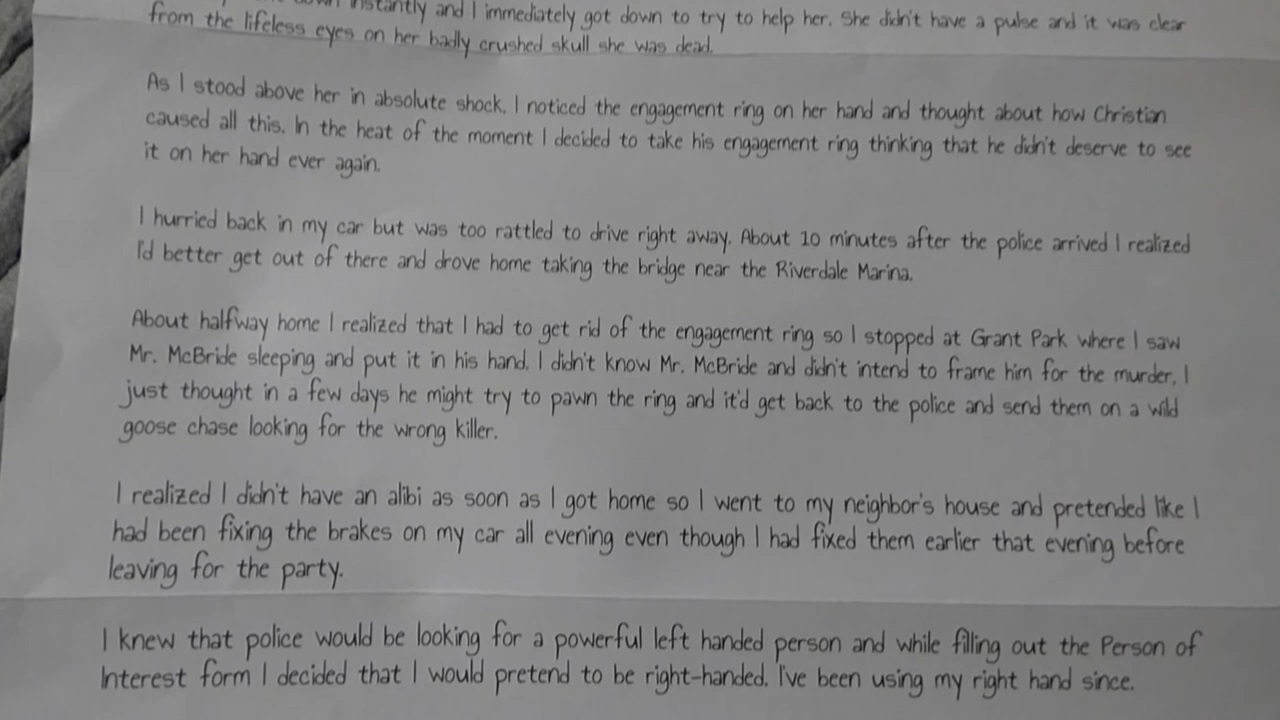 down instantly and I immediately got down to try to help her. She didn't have a pulse and it was clear
from the lifeless eyes on her badly crushed skull she was dead.
As I stood above her in absolute shock, I noticed the engagement ring on her hand and thought about how Christian
caused all this. In the heat of the moment I decided to take his engagement ring thinking that he didn't deserve to see
it on her hand ever again.
I hurried back in my car but was too rattled to drive right away. About 10 minutes after the police arrived I realized
I'd better get out of there and drove home taking the bridge near the Riverdale Marina.
About halfway home I realized that I had to get rid of the engagement ring so I stopped at Grant Park where I saw
Mr. McBride sleeping and put it in his hand. I didn't know Mr. McBride and didn't intend to frame him for the murder, I
just thought in a few days he might try to pawn the ring and it'd get back to the police and send them on a wild
goose chase looking for the wrong killer.
I realized I didn't have an alibi as soon as I got home so I went to my neighbor's house and pretended like I
had been fixing the brakes on my car all evening even though I had fixed them earlier that evening before
leaving for the party.
I knew that police would be looking for a powerful left handed person and while filling out the Person of
Interest form I decided that I would pretend to be right-handed. I've been using my right hand since.